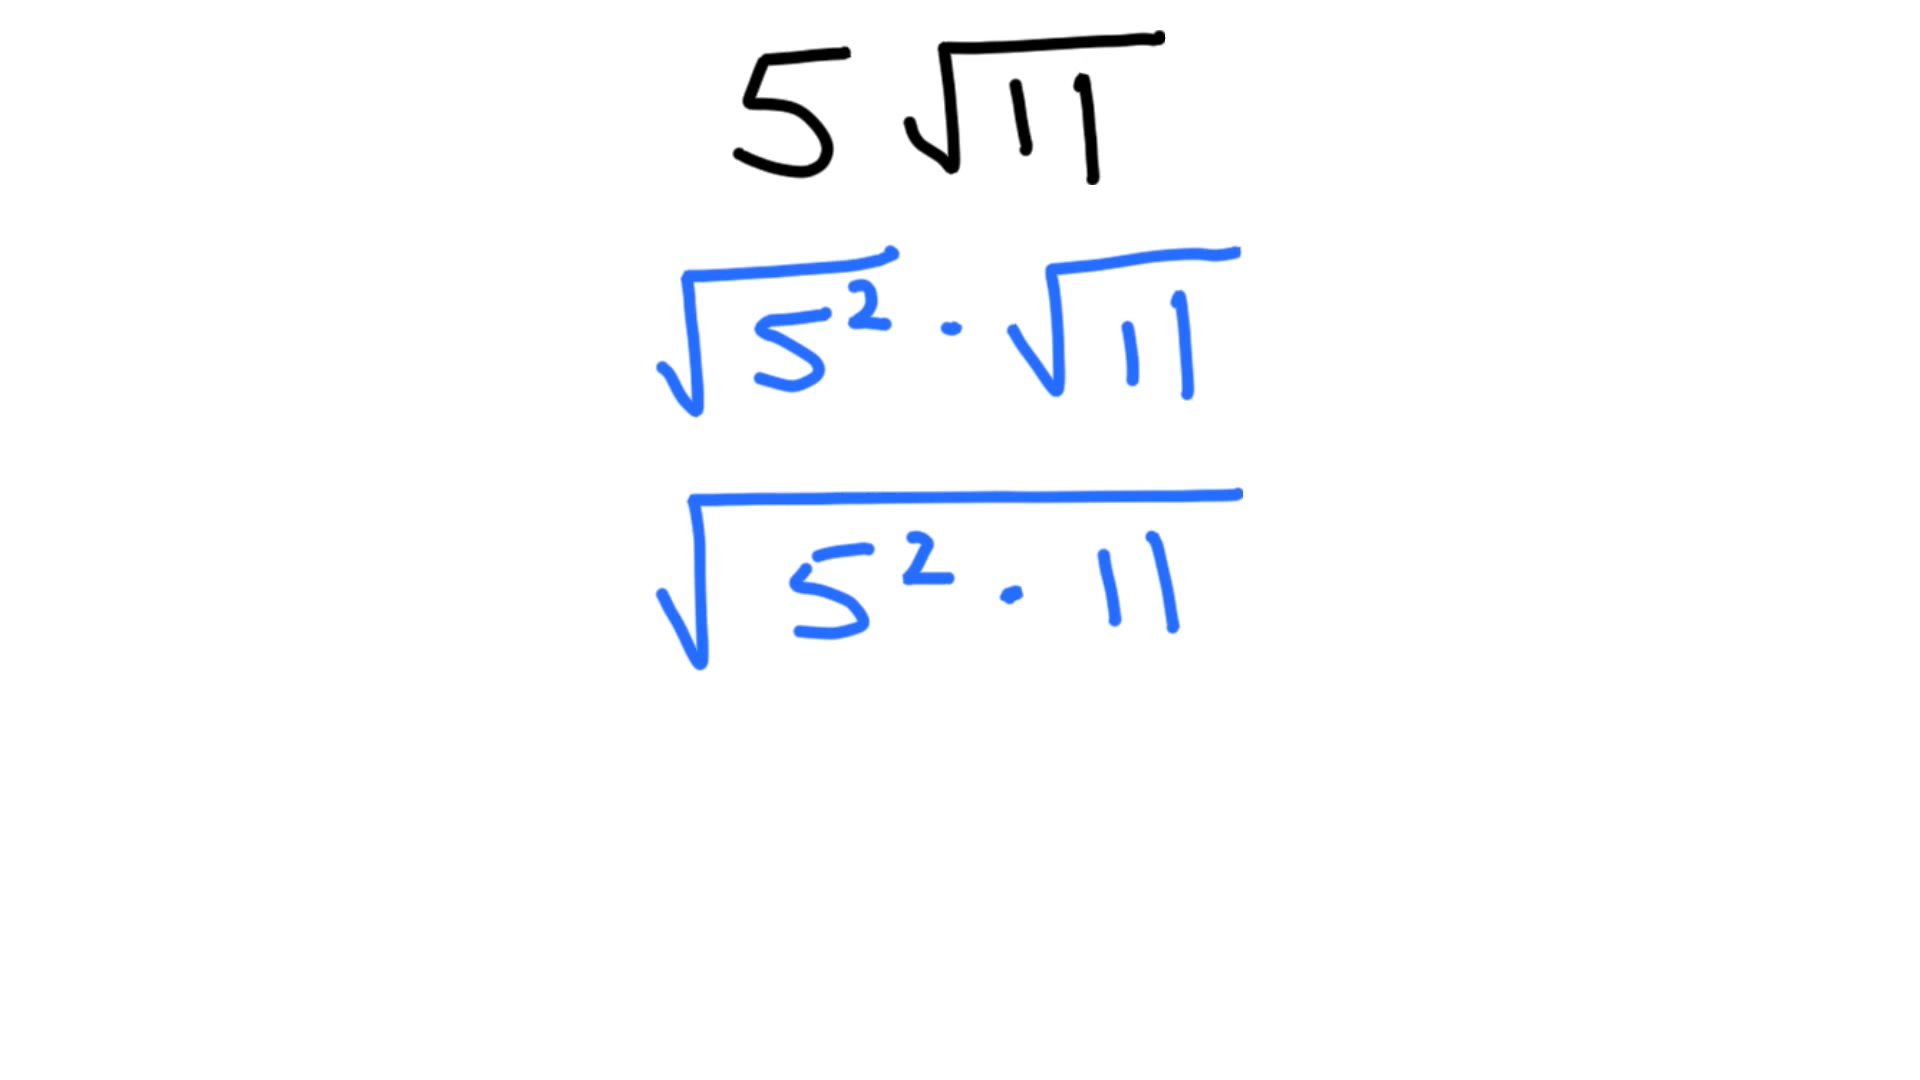 5√11
√5² · √11
√5² · 11